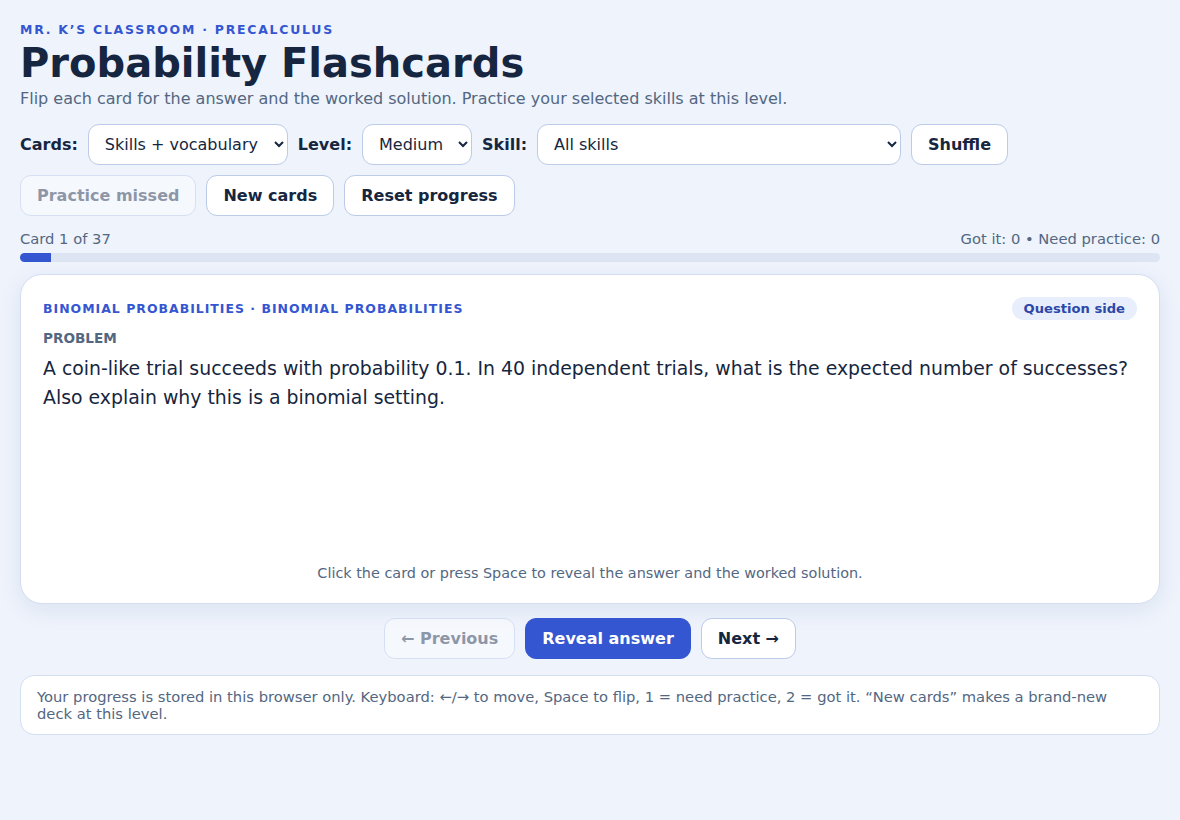 MR. K’S CLASSROOM · PRECALCULUS
Probability Flashcards
Flip each card for the answer and the worked solution. Practice your selected skills at this level.
Cards: Skills + vocabulary Level: Medium Skill: All skills Shuffle
Practice missed New cards Reset progress
Card 1 of 37 Got it: 0 • Need practice: 0
BINOMIAL PROBABILITIES · BINOMIAL PROBABILITIES Question side
PROBLEM
A coin-like trial succeeds with probability 0.1. In 40 independent trials, what is the expected number of successes?
Also explain why this is a binomial setting.
Click the card or press Space to reveal the answer and the worked solution.
← Previous Reveal answer Next →
Your progress is stored in this browser only. Keyboard: ←/→ to move, Space to flip, 1 = need practice, 2 = got it. “New cards” makes a brand-new
deck at this level.